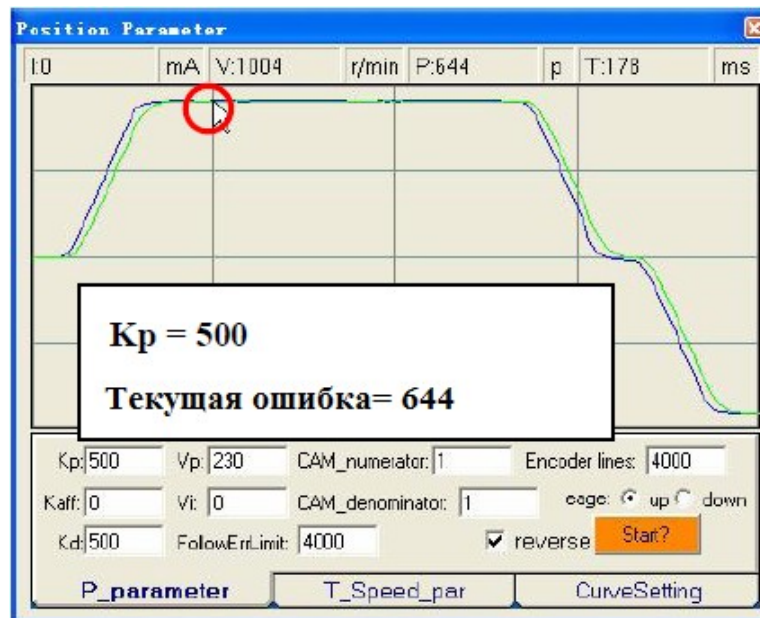 Position Parameter
I:0 mA V:1004 r/min P:644 p T:178 ms
Kp = 500
Текущая ошибка= 644
Kp: 500 Vp: 230 CAM_numerator: 1 Encoder lines: 4000
Kaff: 0 Vi: 0 CAM_denominator: 1 eage: up down
Kd: 500 FollowErrLimit: 4000 reverse Start?
P_parameter T_Speed_par CurveSetting